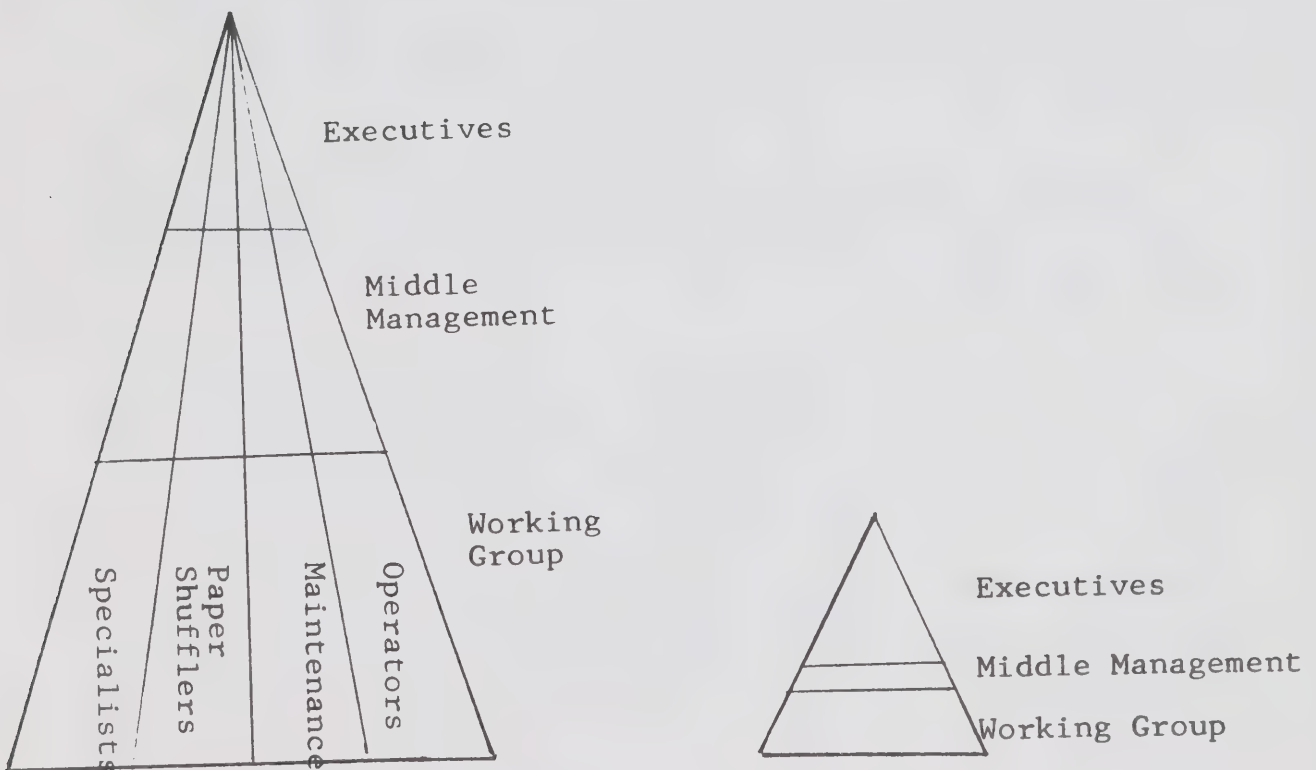 Executives
Middle
Management
Working
Group
Specialists
Paper
Shufflers
Maintenance
Operators
Executives
Middle Management
Working Group